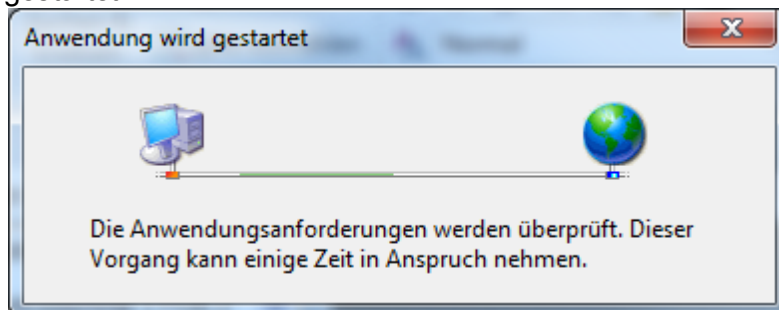 Anwendung wird gestartet
Die Anwendungsanforderungen werden überprüft. Dieser
Vorgang kann einige Zeit in Anspruch nehmen.